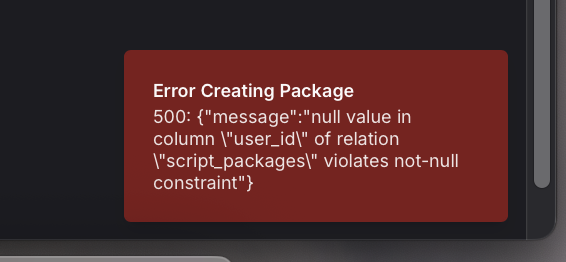 Error Creating Package
500: {"message":"null value in
column \"user_id\" of relation
\"script_packages\" violates not-null
constraint"}